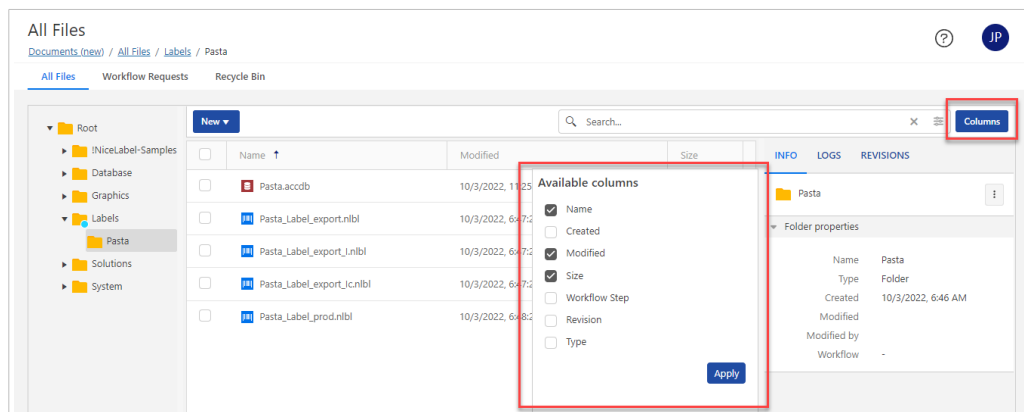 All Files
JP
Documents (new) / All Files / Labels / Pasta
All Files Workflow Requests Recycle Bin
New
Search...
Columns
Root
!NiceLabel-Samples
Database
Graphics
Labels
Pasta
Solutions
System
Name Modified Size
Pasta.accdb 10/3/2022, 11:25
Pasta_Label_export.nlbl 10/3/2022, 6:47:2
Pasta_Label_export_I.nlbl 10/3/2022, 6:47:2
Pasta_Label_export_Ic.nlbl 10/3/2022, 6:47:2
Pasta_Label_prod.nlbl 10/3/2022, 6:48:2
Available columns
Name
Created
Modified
Size
Workflow Step
Revision
Type
Apply
INFO LOGS REVISIONS
Pasta
Folder properties
Name Pasta
Type Folder
Created 10/3/2022, 6:46 AM
Modified
Modified by
Workflow -